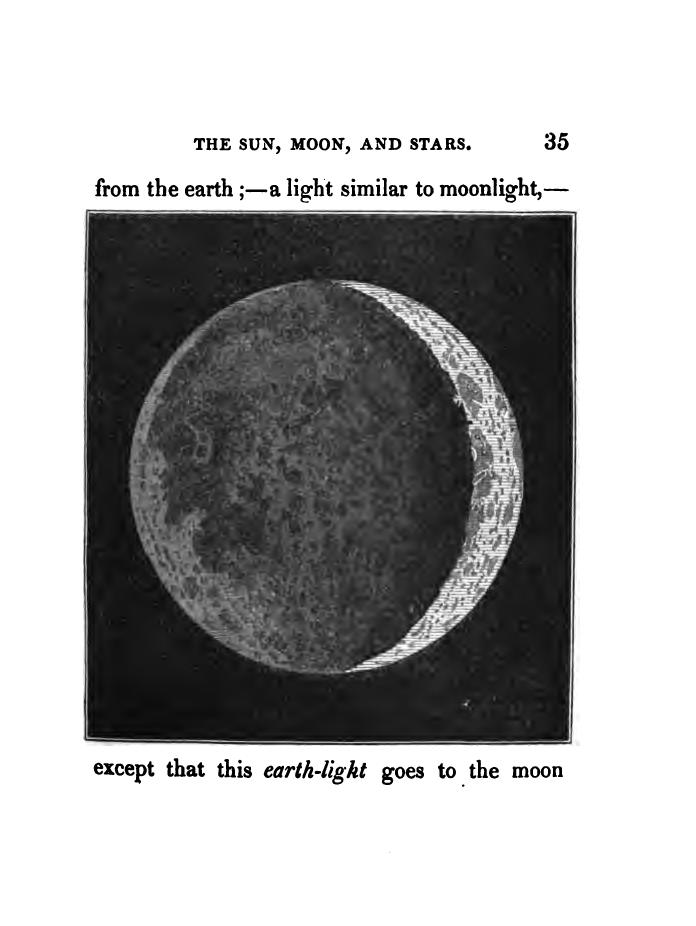 THE SUN, MOON, AND STARS. 35
from the earth ;—a light similar to moonlight,—
except that this earth-light goes to the moon